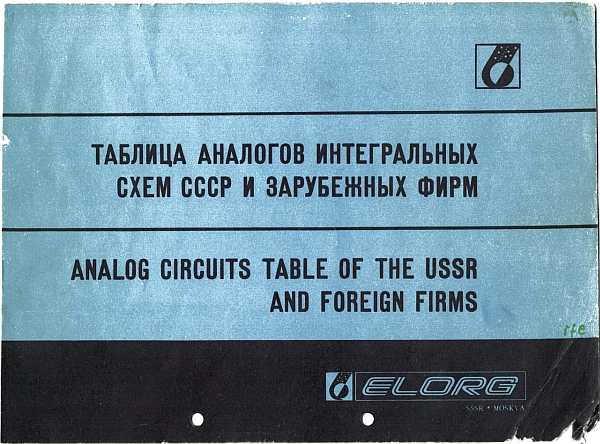 ТАБЛИЦА АНАЛОГОВ ИНТЕГРАЛЬНЫХ
СХЕМ СССР И ЗАРУБЕЖНЫХ ФИРМ
ANALOG CIRCUITS TABLE OF THE USSR
AND FOREIGN FIRMS
ELORG
SSSR • MOSKVA